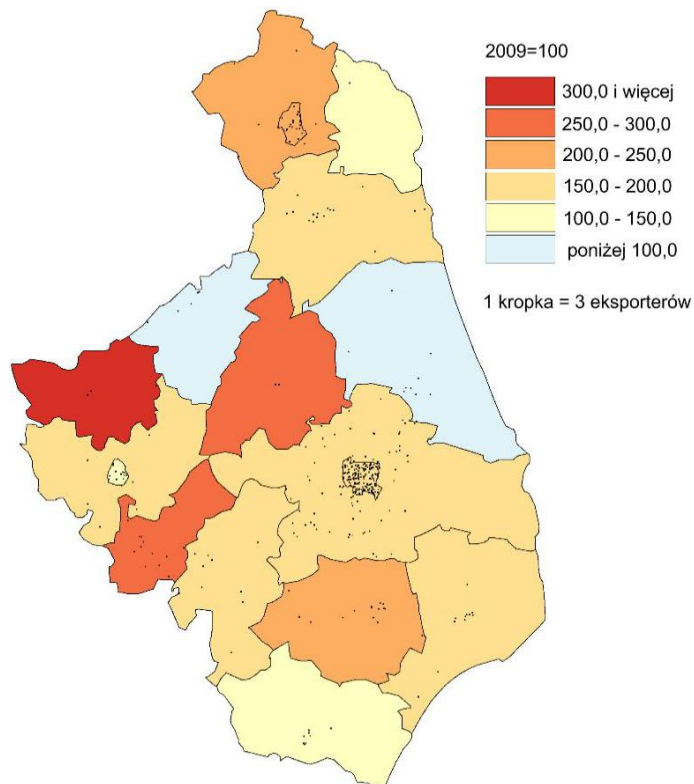 2009=100
300,0 i więcej
250,0 - 300,0
200,0 - 250,0
150,0 - 200,0
100,0 - 150,0
poniżej 100,0
1 kropka = 3 eksporterów